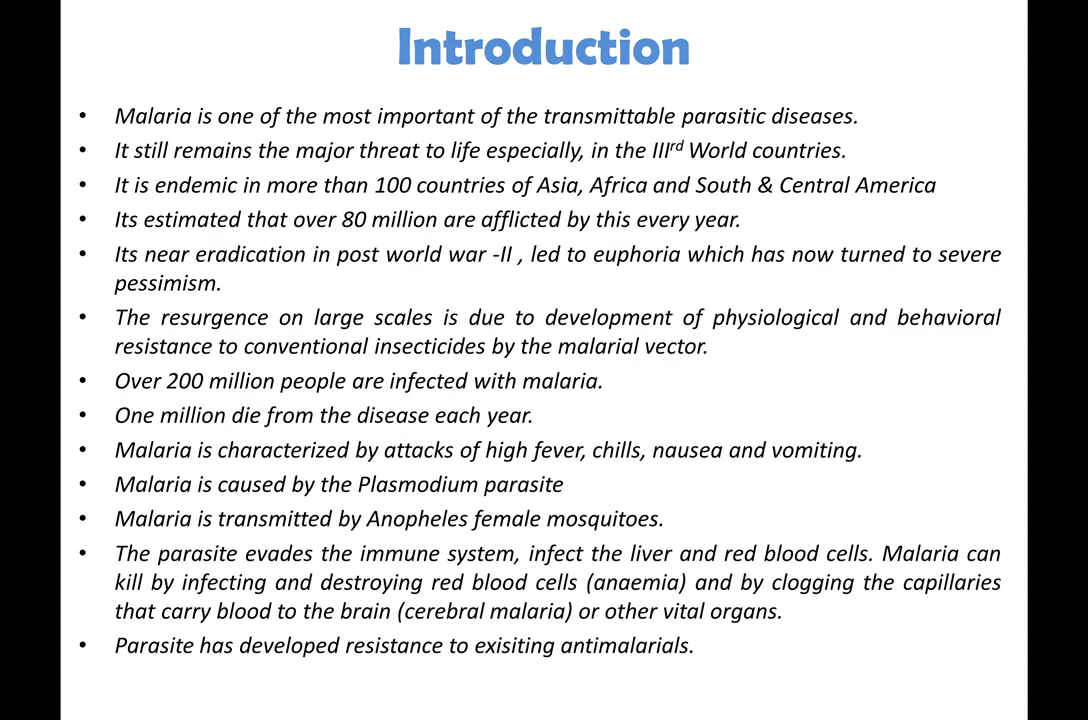 Introduction
• Malaria is one of the most important of the transmittable parasitic diseases.
• It still remains the major threat to life especially, in the IIIrd World countries.
• It is endemic in more than 100 countries of Asia, Africa and South & Central America
• Its estimated that over 80 million are afflicted by this every year.
• Its near eradication in post world war -II , led to euphoria which has now turned to severe
pessimism.
• The resurgence on large scales is due to development of physiological and behavioral
resistance to conventional insecticides by the malarial vector.
• Over 200 million people are infected with malaria.
• One million die from the disease each year.
• Malaria is characterized by attacks of high fever, chills, nausea and vomiting.
• Malaria is caused by the Plasmodium parasite
• Malaria is transmitted by Anopheles female mosquitoes.
• The parasite evades the immune system, infect the liver and red blood cells. Malaria can
kill by infecting and destroying red blood cells (anaemia) and by clogging the capillaries
that carry blood to the brain (cerebral malaria) or other vital organs.
• Parasite has developed resistance to exisiting antimalarials.